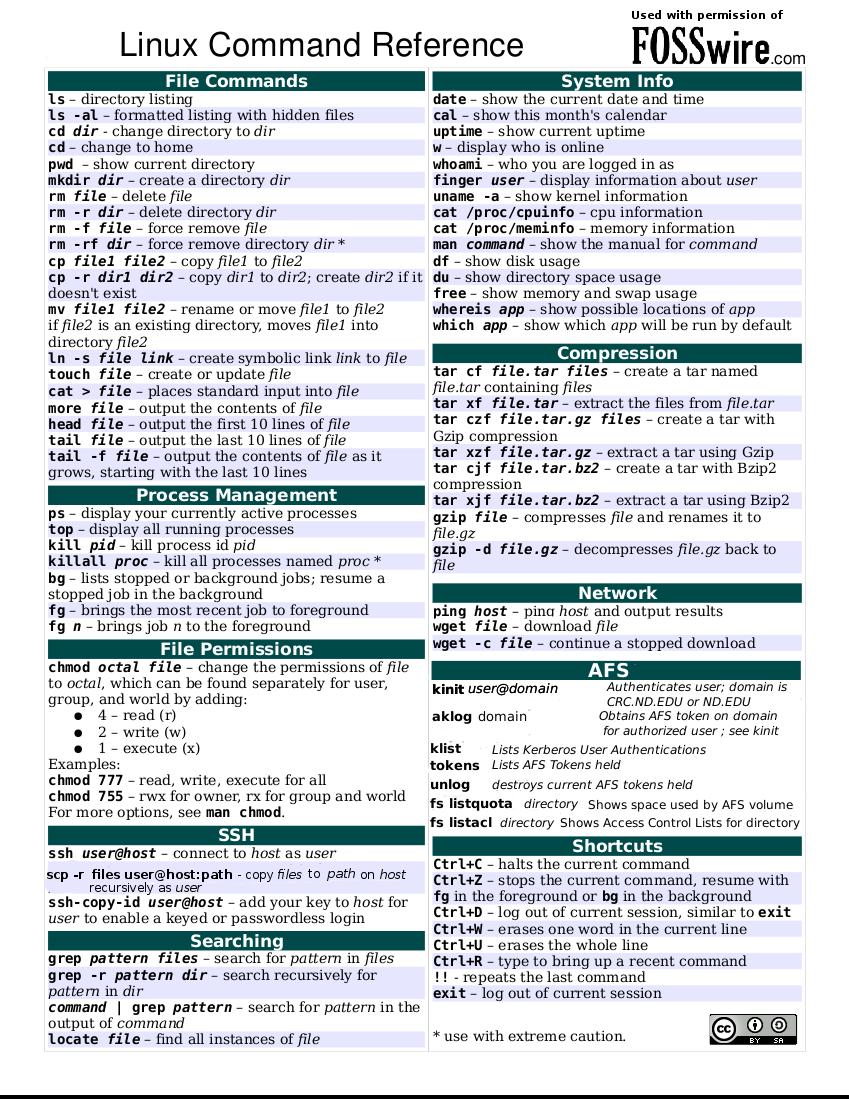 Used with permission of
Linux Command Reference
FOSSwire.com
File Commands
ls – directory listing
ls -al – formatted listing with hidden files
cd dir - change directory to dir
cd – change to home
pwd – show current directory
mkdir dir – create a directory dir
rm file – delete file
rm -r dir – delete directory dir
rm -f file – force remove file
rm -rf dir – force remove directory dir *
cp file1 file2 – copy file1 to file2
cp -r dir1 dir2 – copy dir1 to dir2; create dir2 if it
doesn't exist
mv file1 file2 – rename or move file1 to file2
if file2 is an existing directory, moves file1 into
directory file2
ln -s file link – create symbolic link link to file
touch file – create or update file
cat > file – places standard input into file
more file – output the contents of file
head file – output the first 10 lines of file
tail file – output the last 10 lines of file
tail -f file – output the contents of file as it
grows, starting with the last 10 lines
Process Management
ps – display your currently active processes
top – display all running processes
kill pid – kill process id pid
killall proc – kill all processes named proc *
bg – lists stopped or background jobs; resume a
stopped job in the background
fg – brings the most recent job to foreground
fg n – brings job n to the foreground
File Permissions
chmod octal file – change the permissions of file
to octal, which can be found separately for user,
group, and world by adding:
● 4 – read (r)
● 2 – write (w)
● 1 – execute (x)
Examples:
chmod 777 – read, write, execute for all
chmod 755 – rwx for owner, rx for group and world
For more options, see man chmod.
SSH
ssh user@host – connect to host as user
scp -r files user@host:path - copy files to path on host
recursively as user
ssh-copy-id user@host – add your key to host for
user to enable a keyed or passwordless login
Searching
grep pattern files – search for pattern in files
grep -r pattern dir – search recursively for
pattern in dir
command | grep pattern – search for pattern in the
output of command
locate file – find all instances of file
System Info
date – show the current date and time
cal – show this month's calendar
uptime – show current uptime
w – display who is online
whoami – who you are logged in as
finger user – display information about user
uname -a – show kernel information
cat /proc/cpuinfo – cpu information
cat /proc/meminfo – memory information
man command – show the manual for command
df – show disk usage
du – show directory space usage
free – show memory and swap usage
whereis app – show possible locations of app
which app – show which app will be run by default
Compression
tar cf file.tar files – create a tar named
file.tar containing files
tar xf file.tar – extract the files from file.tar
tar czf file.tar.gz files – create a tar with
Gzip compression
tar xzf file.tar.gz – extract a tar using Gzip
tar cjf file.tar.bz2 – create a tar with Bzip2
compression
tar xjf file.tar.bz2 – extract a tar using Bzip2
gzip file – compresses file and renames it to
file.gz
gzip -d file.gz – decompresses file.gz back to
file
Network
ping host – ping host and output results
wget file – download file
wget -c file – continue a stopped download
AFS
kinit user@domain Authenticates user; domain is
CRC.ND.EDU or ND.EDU
aklog domain Obtains AFS token on domain
for authorized user ; see kinit
klist Lists Kerberos User Authentications
tokens Lists AFS Tokens held
unlog destroys current AFS tokens held
fs listquota directory Shows space used by AFS volume
fs listacl directory Shows Access Control Lists for directory
Shortcuts
Ctrl+C – halts the current command
Ctrl+Z – stops the current command, resume with
fg in the foreground or bg in the background
Ctrl+D – log out of current session, similar to exit
Ctrl+W – erases one word in the current line
Ctrl+U – erases the whole line
Ctrl+R – type to bring up a recent command
!! - repeats the last command
exit – log out of current session
* use with extreme caution.
cc BY SA